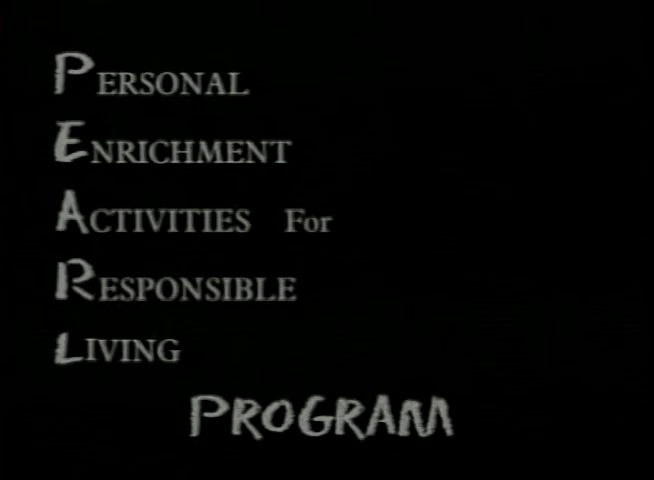 PERSONAL
ENRICHMENT
ACTIVITIES For
RESPONSIBLE
LIVING
PROGRAM